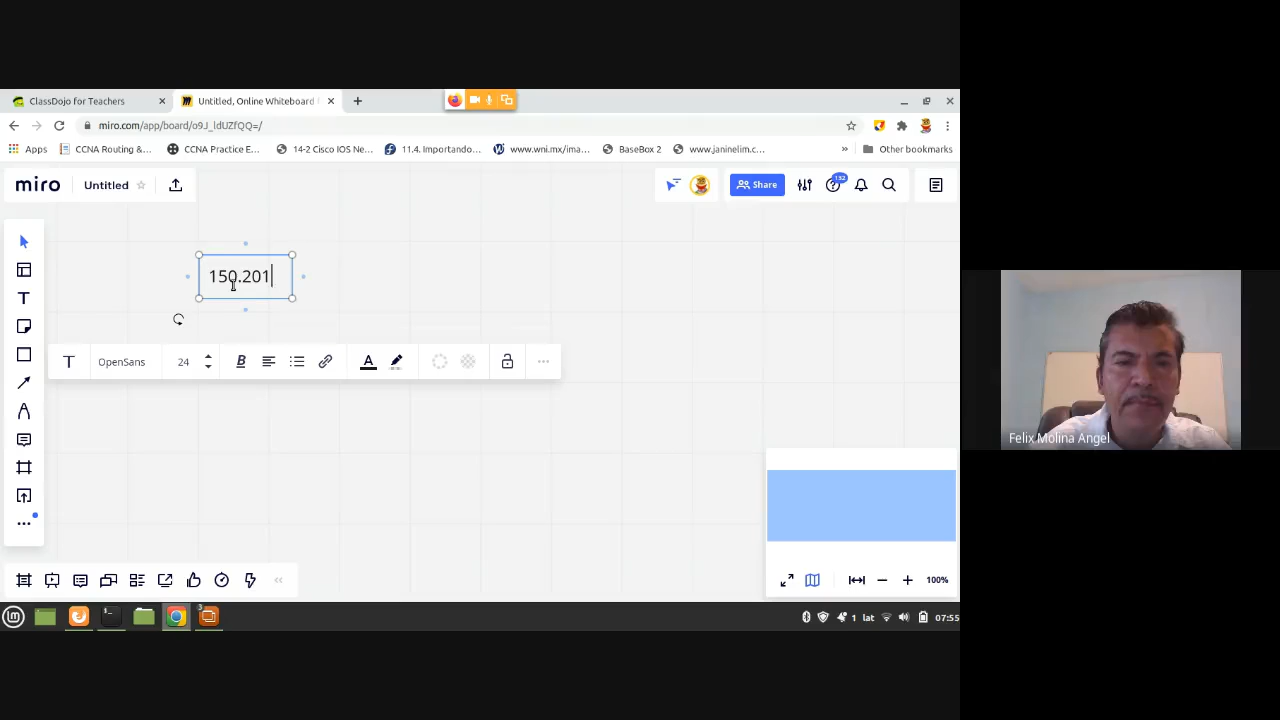 ClassDojo for Teachers
Untitled, Online Whiteboard
miro.com/app/board/o9J_ldUZfQQ=/
Apps
CCNA Routing &...
CCNA Practice E...
14-2 Cisco IOS Ne...
11.4. Importando...
www.wni.mx/ima...
BaseBox 2
www.janinelim.c...
»
Other bookmarks
miro
Untitled
Share
132
150.201
OpenSans
24
B
A
Felix Molina Angel
100%
3
1
lat
07:55